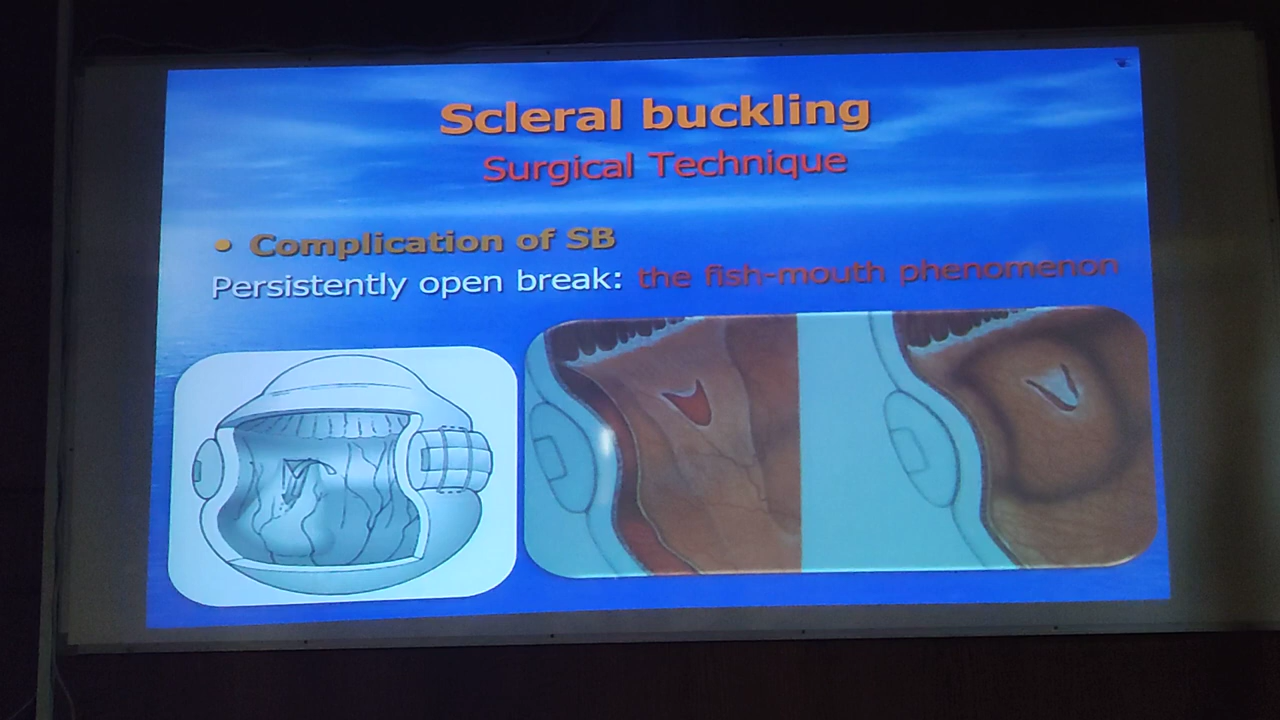 Scleral buckling
Surgical Technique
• Complication of SB
Persistently open break: the fish-mouth phenomenon